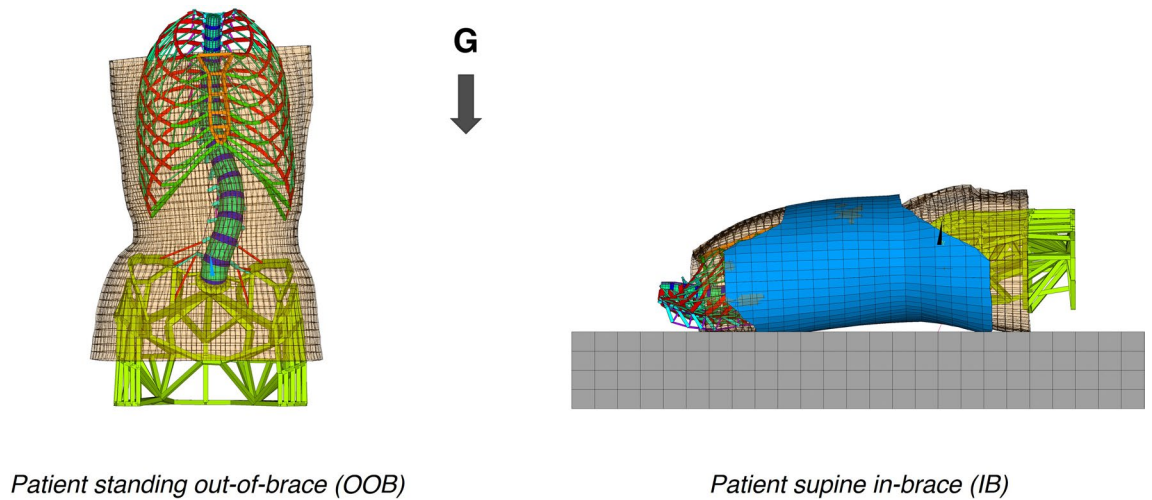 G
Patient standing out-of-brace (OOB)
Patient supine in-brace (IB)